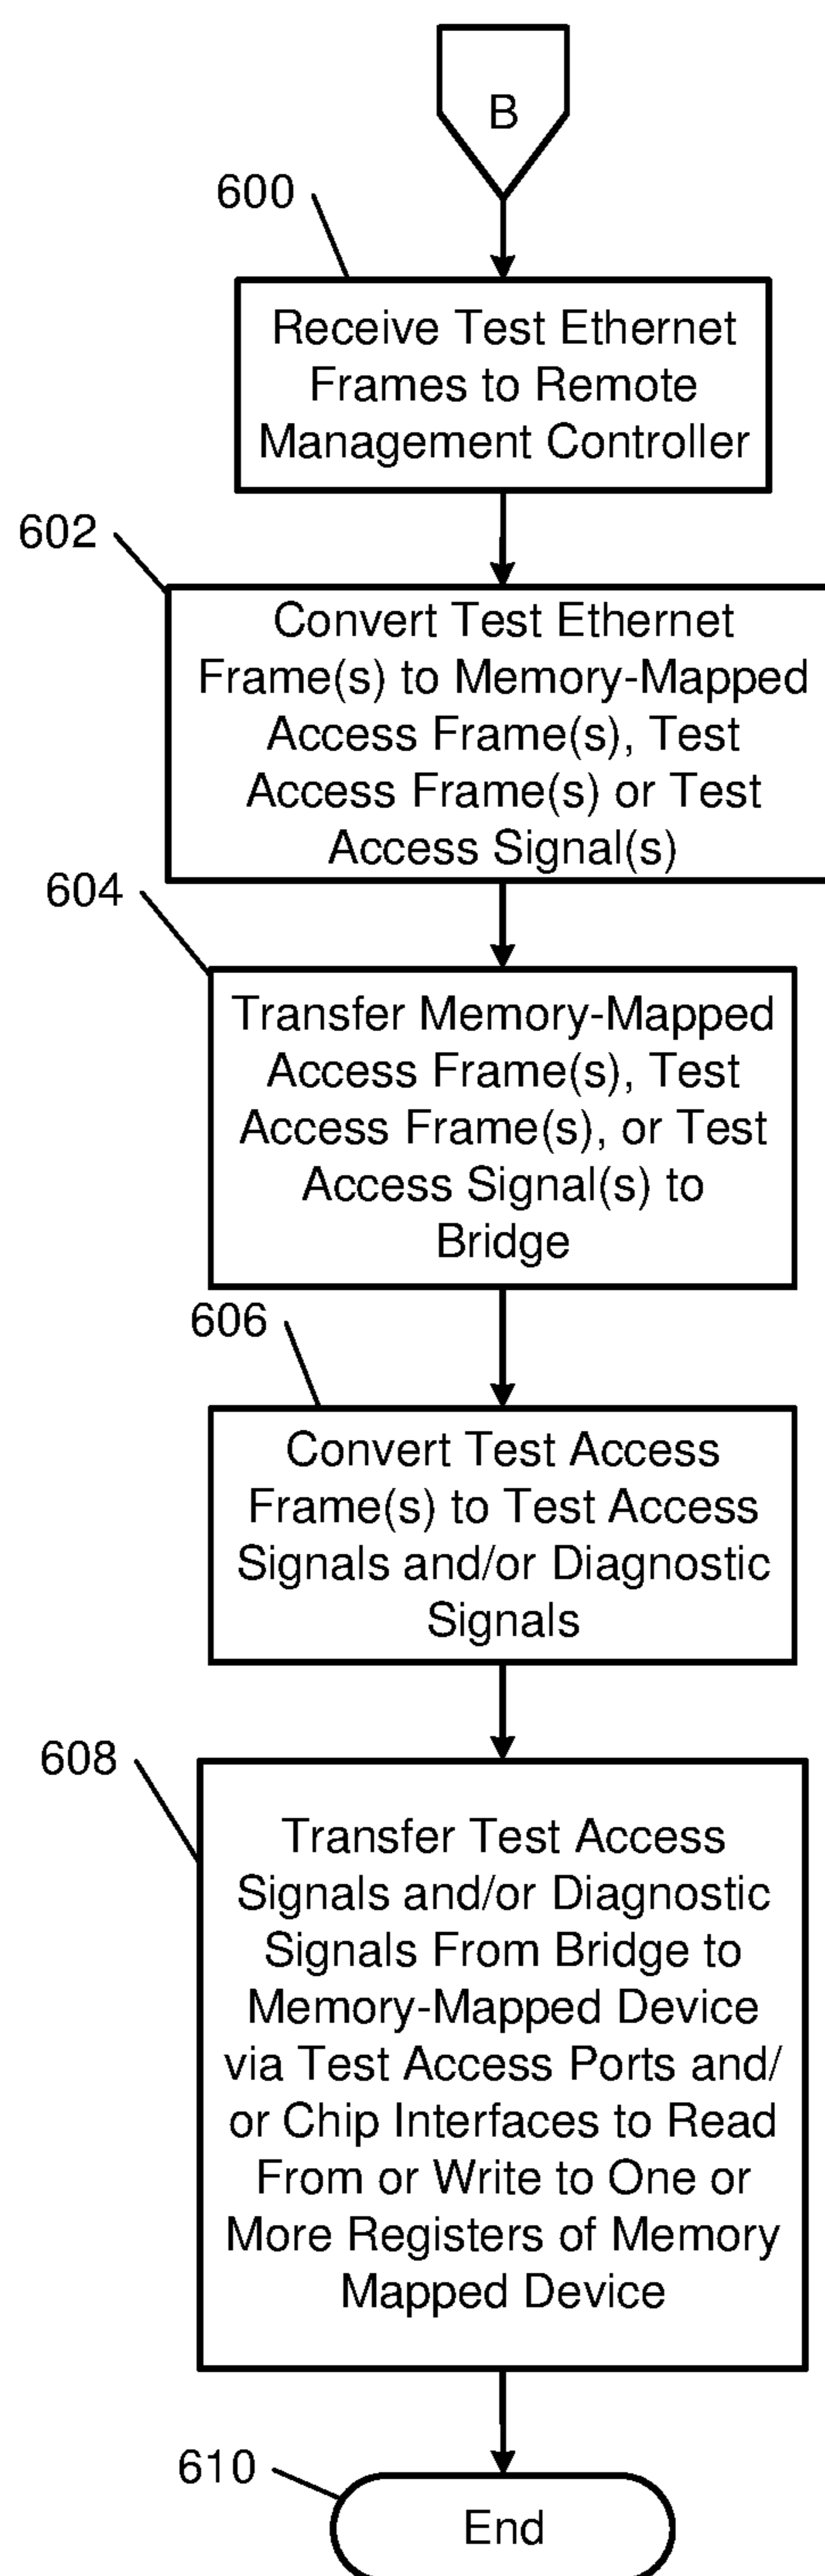 B
600
Receive Test Ethernet
Frames to Remote
Management Controller
602
Convert Test Ethernet
Frame(s) to Memory-Mapped
Access Frame(s), Test
Access Frame(s) or Test
Access Signal(s)
604
Transfer Memory-Mapped
Access Frame(s), Test
Access Frame(s), or Test
Access Signal(s) to
Bridge
606
Convert Test Access
Frame(s) to Test Access
Signals and/or Diagnostic
Signals
608
Transfer Test Access
Signals and/or Diagnostic
Signals From Bridge to
Memory-Mapped Device
via Test Access Ports and/
or Chip Interfaces to Read
From or Write to One or
More Registers of Memory
Mapped Device
610
End